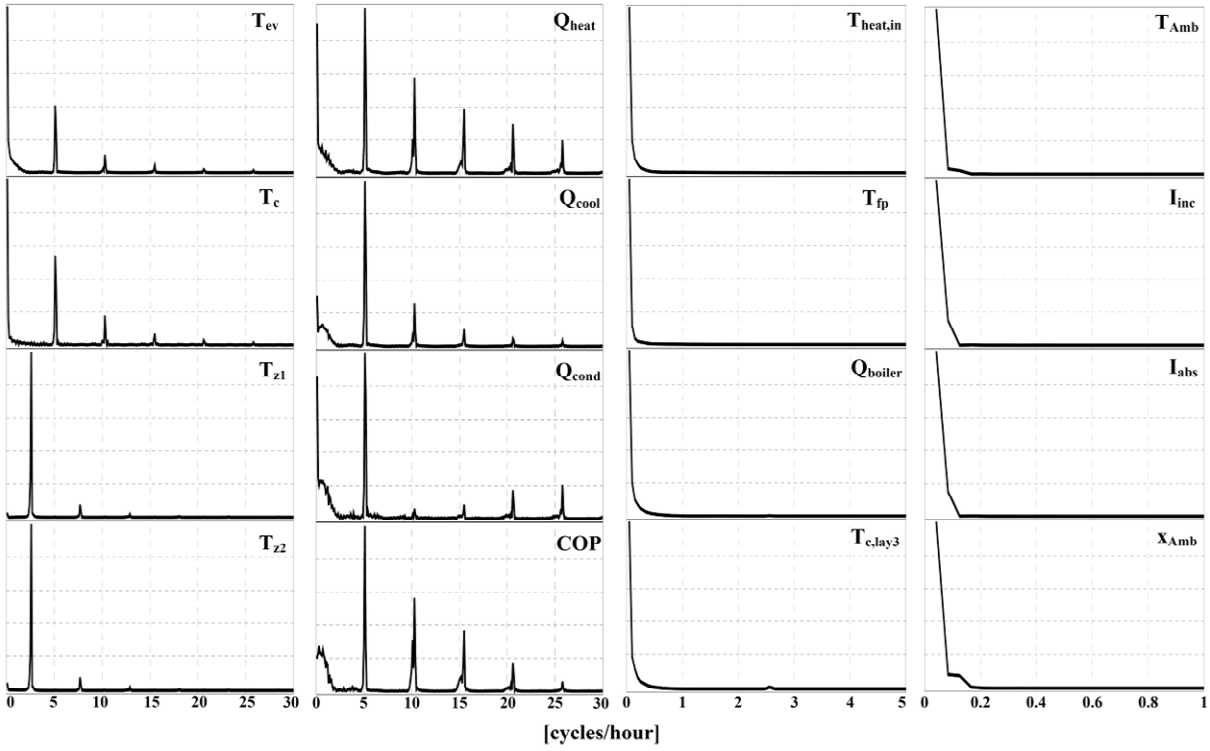 T_ev Q_heat T_heat,in T_Amb
T_c Q_cool T_fp I_inc
T_z1 Q_cond Q_boiler I_abs
T_z2 COP T_c,lay3 x_Amb
0 5 10 15 20 25 30 0 5 10 15 20 25 30 0 1 2 3 4 5 0 0.2 0.4 0.6 0.8 1
[cycles/hour]